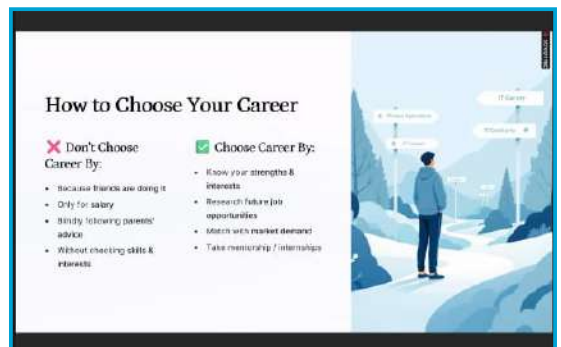 How to Choose Your Career
❌ Don't Choose
Career By:
• Because friends are doing it
• Only for salary
• Blindly following parents'
advice
• Without checking skills &
interests
✅ Choose Career By:
• Know your strengths &
interests
• Research future job
opportunities
• Match with market demand
• Take mentorship / internships
IT Career